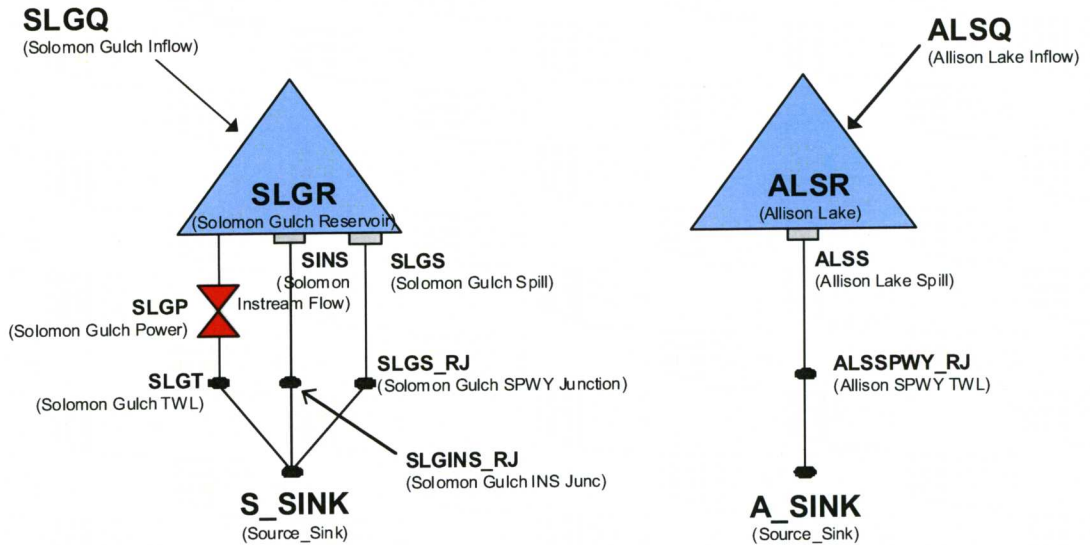 SLGQ
(Solomon Gulch Inflow)
SLGR
(Solomon Gulch Reservoir)
SINS
(Solomon
Instream Flow)
SLGS
(Solomon Gulch Spill)
SLGP
(Solomon Gulch Power)
SLGT
(Solomon Gulch TWL)
SLGS_RJ
(Solomon Gulch SPWY Junction)
SLGINS_RJ
(Solomon Gulch INS Junc)
S_SINK
(Source_Sink)
ALSQ
(Allison Lake Inflow)
ALSR
(Allison Lake)
ALSS
(Allison Lake Spill)
ALSSPWY_RJ
(Allison SPWY TWL)
A_SINK
(Source_Sink)